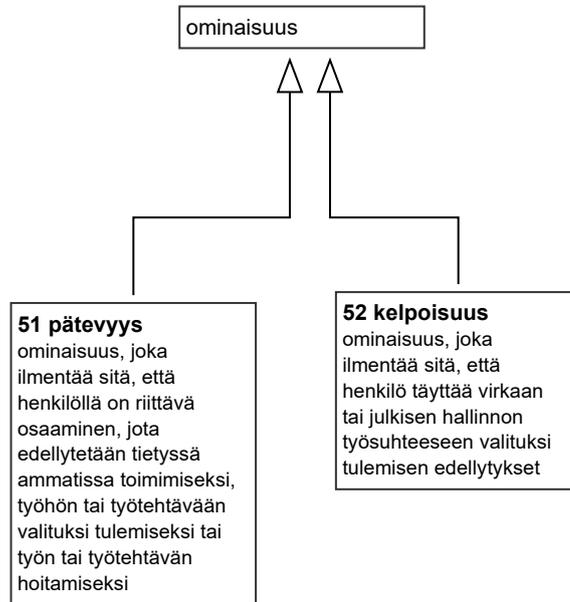 ominaisuus
51 pätevyys
ominaisuus, joka
ilmentää sitä, että
henkilöllä on riittävä
osaaminen, jota
edellytetään tietyssä
ammatissa toimimiseksi,
työhön tai työtehtävään
valituksi tulemiseksi tai
työn tai työtehtävän
hoitamiseksi
52 kelpoisuus
ominaisuus, joka
ilmentää sitä, että
henkilö täyttää virkaan
tai julkisen hallinnon
työsuhteeseen valituksi
tulemisen edellytykset